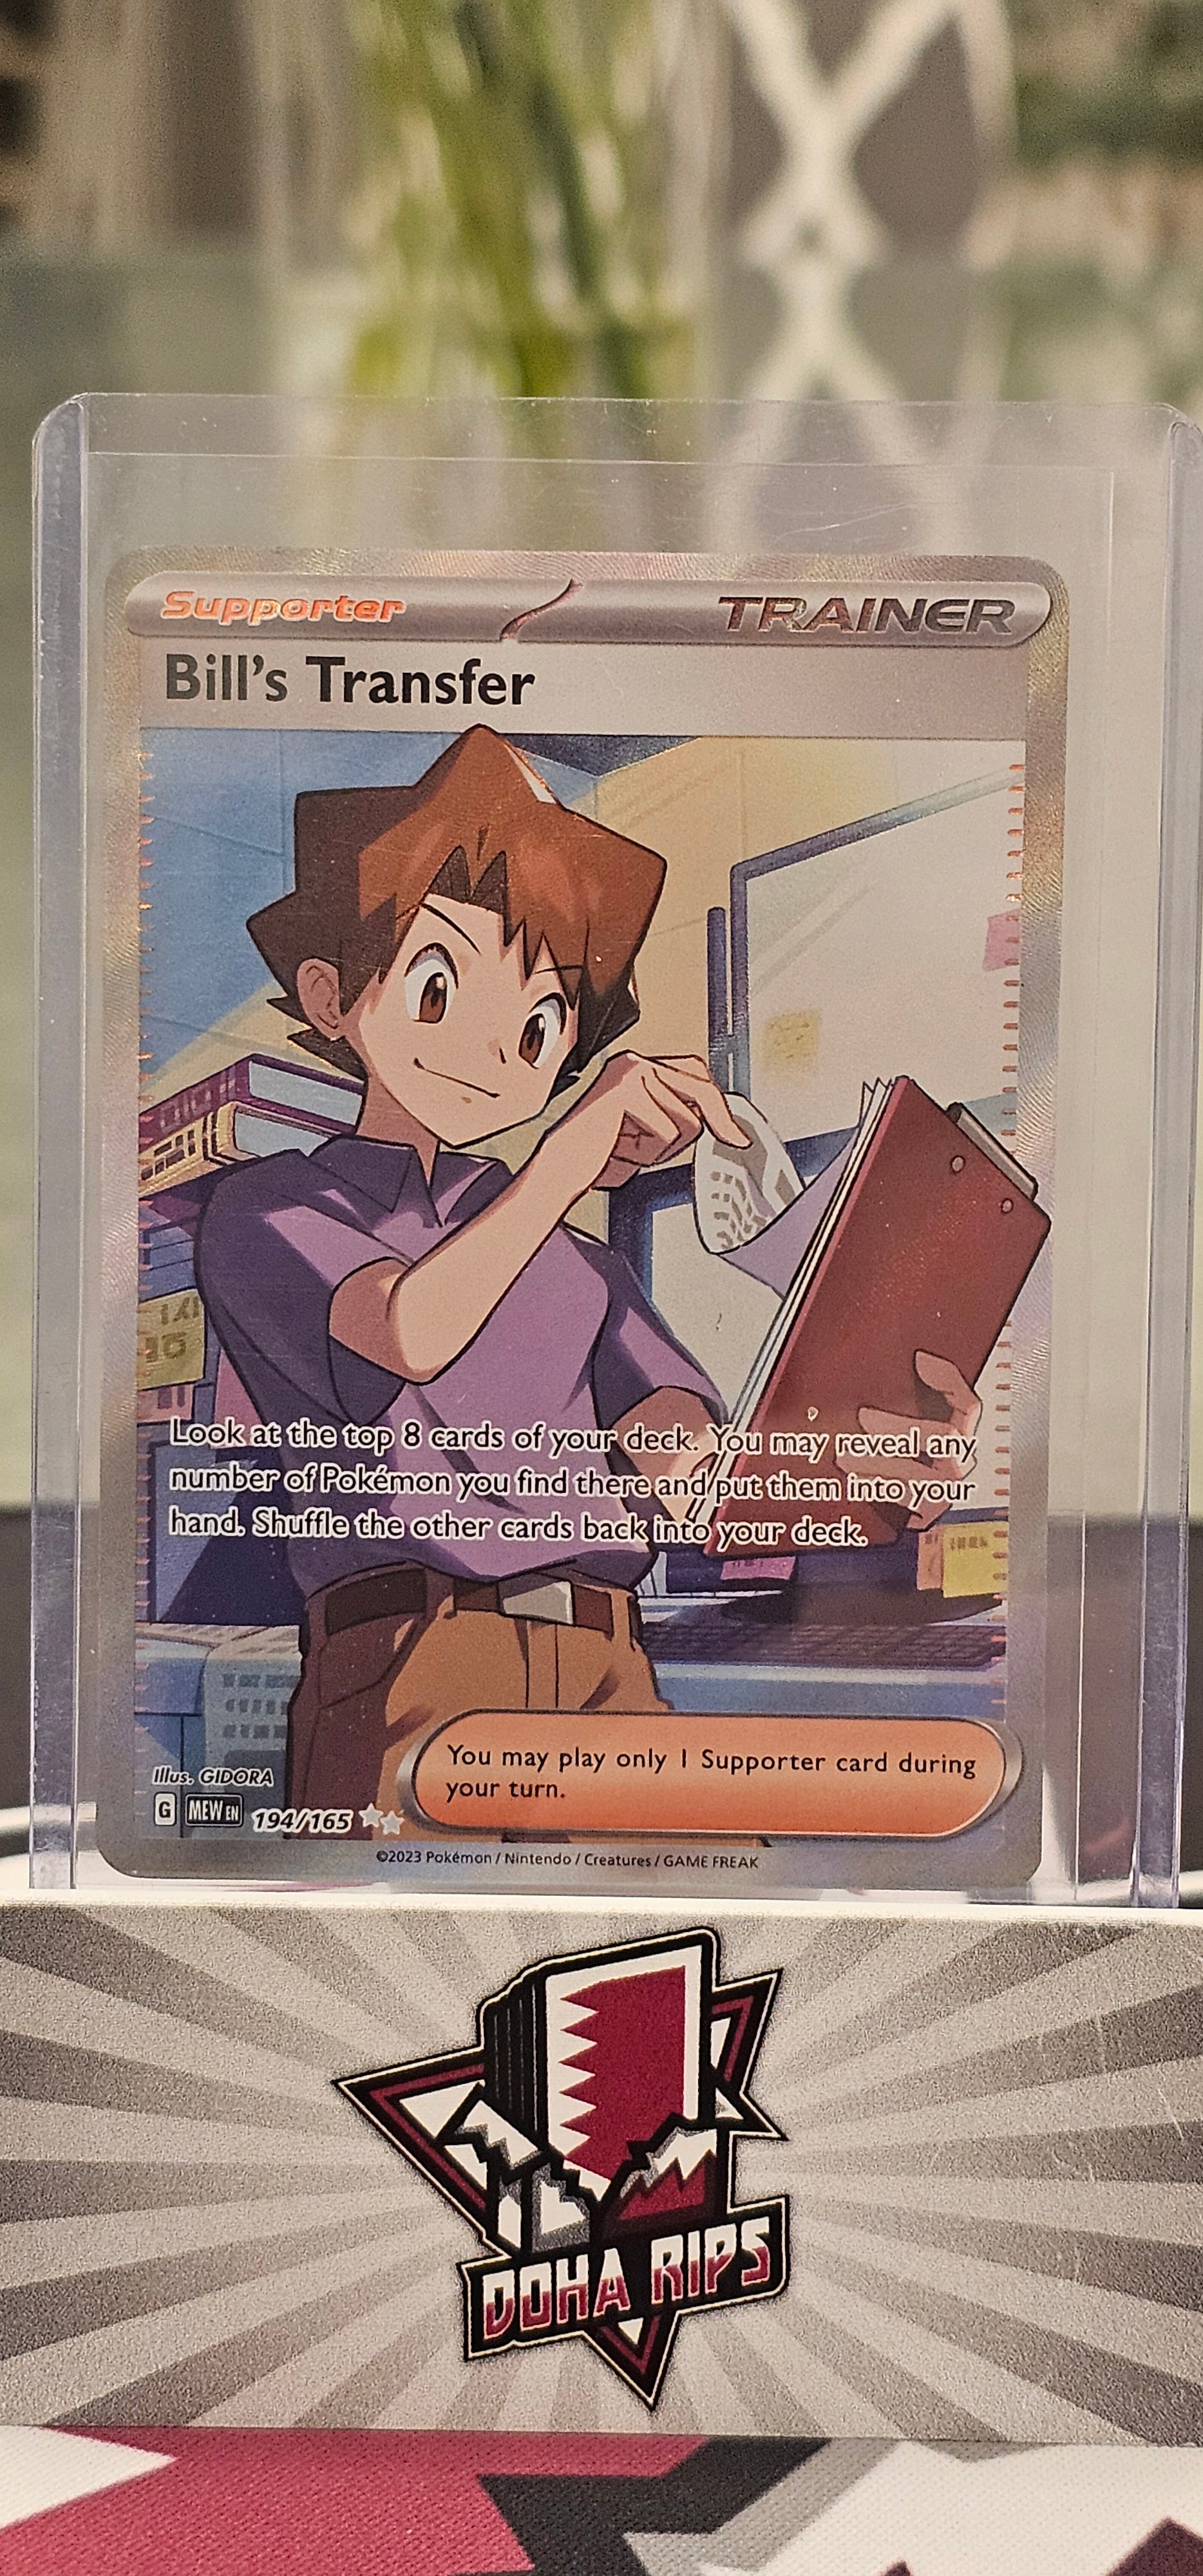 Supporter
TRAINER
Bill's Transfer
Look at the top 8 cards of your deck. You may reveal any
number of Pokémon you find there and put them into your
hand. Shuffle the other cards back into your deck.
You may play only 1 Supporter card during
your turn.
Illus. GIDORA
G MEW EN 194/165
©2023 Pokémon / Nintendo / Creatures / GAME FREAK
DOHA RIPS